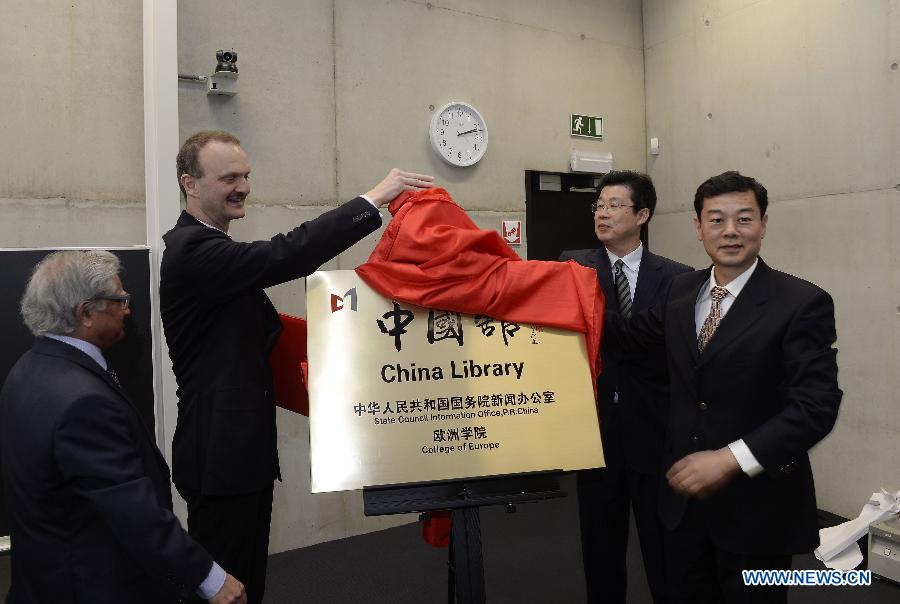 中國館
China Library
中华人民共和国国务院新闻办公室
State Council Information Office,P.R.China
欧洲学院
College of Europe
www.news.cn